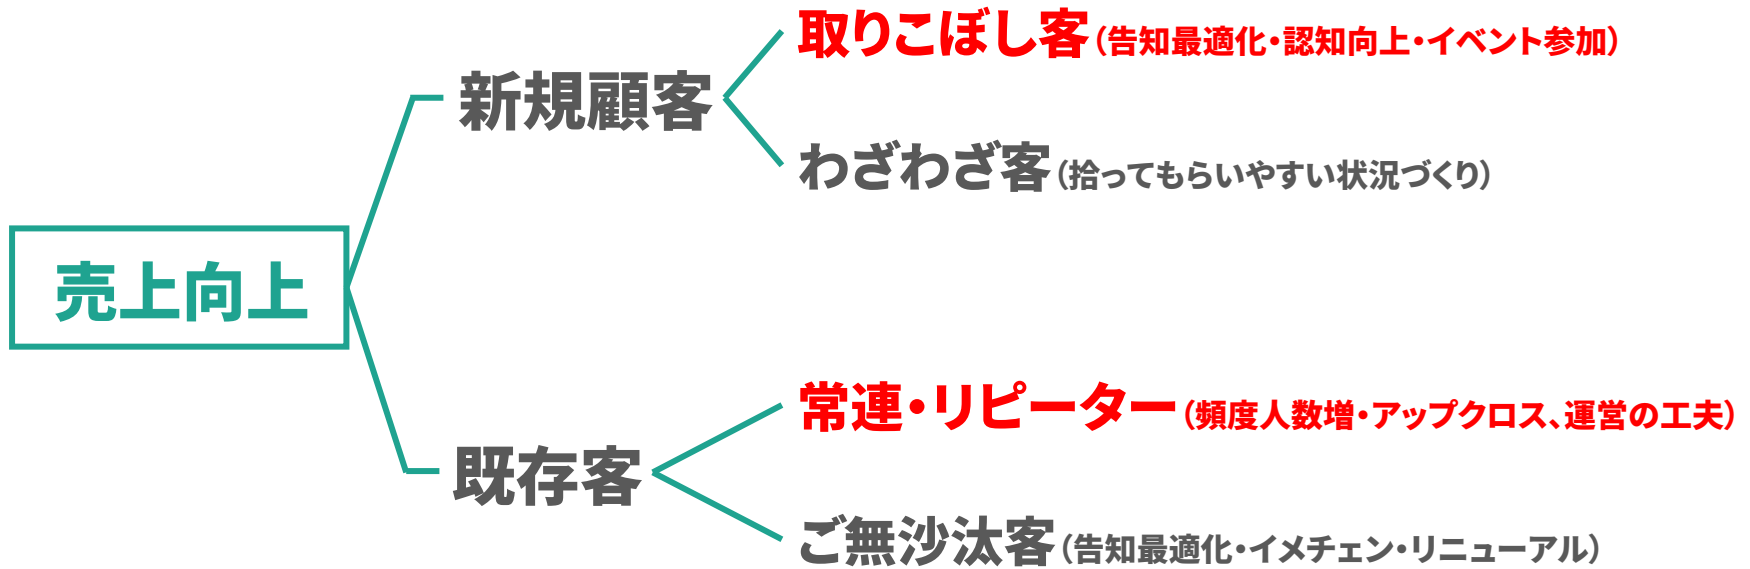 取りこぼし客（告知最適化・認知向上・イベント参加）
新規顧客
わざわざ客（拾ってもらいやすい状況づくり）
売上向上
常連・リピーター（頻度人数増・アップクロス、運営の工夫）
既存客
ご無沙汰客（告知最適化・イメチェン・リニューアル）